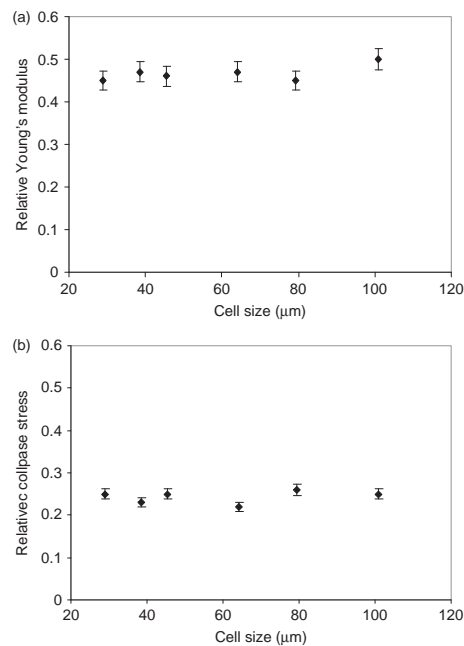 (a)
0.6
0.5
0.4
0.3
0.2
0.1
0
Relative Young's modulus
20 40 60 80 100 120
Cell size (μm)
(b)
0.6
0.5
0.4
0.3
0.2
0.1
0
Relativec collpase stress
20 40 60 80 100 120
Cell size (μm)